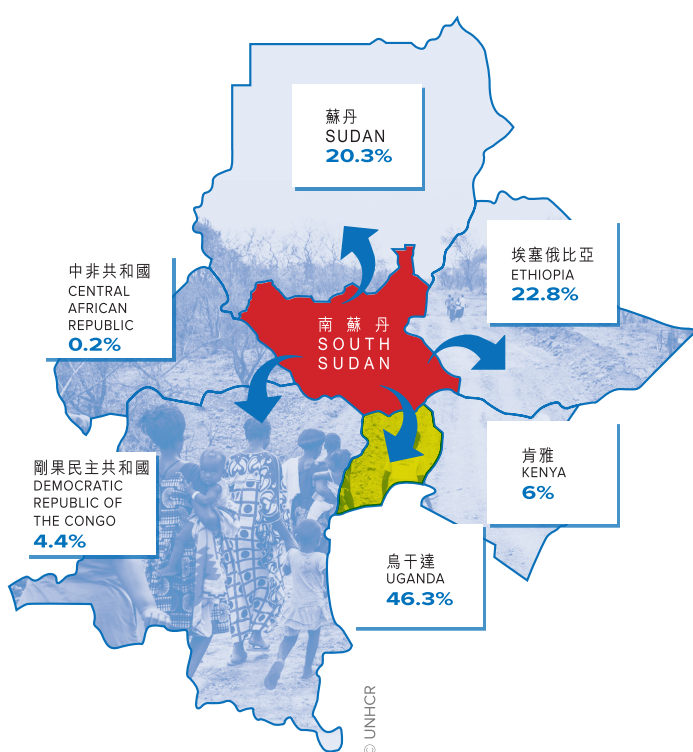 蘇丹
SUDAN
20.3%
埃塞俄比亞
ETHIOPIA
22.8%
中非共和國
CENTRAL
AFRICAN
REPUBLIC
0.2%
南蘇丹
SOUTH
SUDAN
剛果民主共和國
DEMOCRATIC
REPUBLIC OF
THE CONGO
4.4%
肯雅
KENYA
6%
烏干達
UGANDA
46.3%
© UNHCR